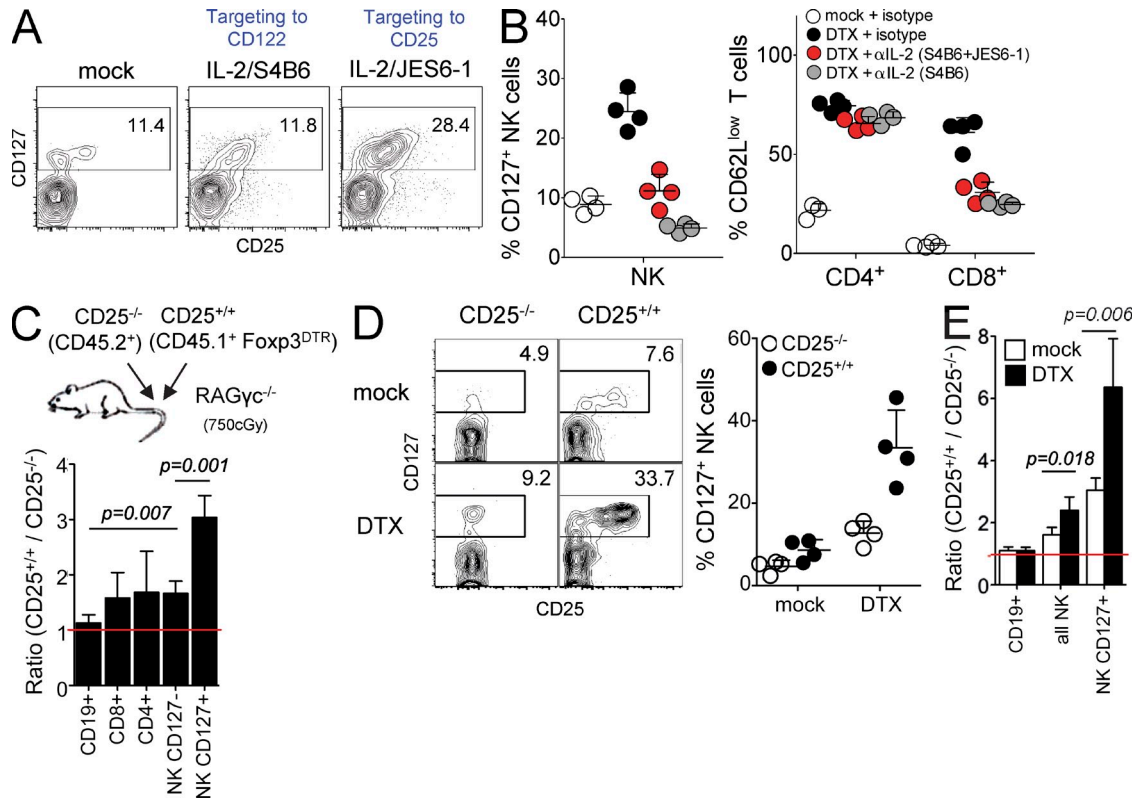 A
Targeting to
CD122
Targeting to
CD25
mock
IL-2/S4B6
IL-2/JES6-1
11.4
11.8
28.4
CD127
CD25
B
40
30
20
10
0
% CD127⁺ NK cells
NK
mock + isotype
DTX + isotype
DTX + αIL-2 (S4B6+JES6-1)
DTX + αIL-2 (S4B6)
100
50
0
% CD62Lˡᵒʷ T cells
CD4⁺
CD8⁺
C
CD25⁻/⁻
CD25⁺/⁺
(CD45.2⁺)
(CD45.1⁺ Foxp3ᴰᵀᴿ)
RAGγc⁻/⁻
(750cGy)
4
3
2
1
0
Ratio (CD25⁺/⁺ / CD25⁻/⁻)
p=0.001
p=0.007
CD19+
CD8+
CD4+
NK CD127-
NK CD127+
D
CD25⁻/⁻
CD25⁺/⁺
mock
4.9
7.6
DTX
9.2
33.7
CD127
CD25
60
40
20
0
% CD127⁺ NK cells
CD25⁻/⁻
CD25⁺/⁺
mock
DTX
E
p=0.006
mock
DTX
p=0.018
8
6
4
2
0
Ratio (CD25⁺/⁺ / CD25⁻/⁻)
CD19+
all NK
NK CD127+